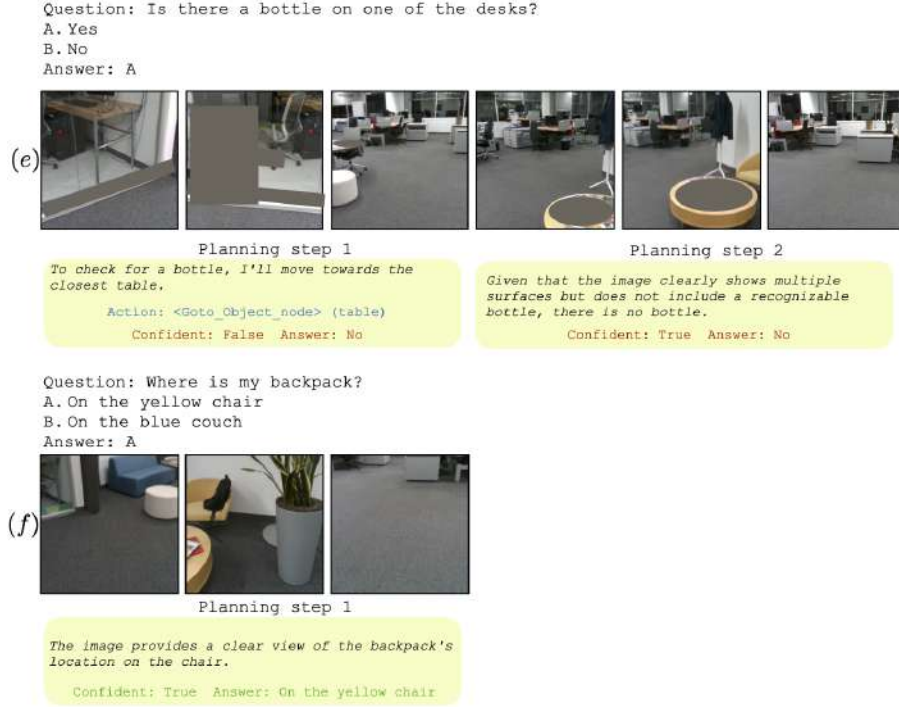 Question: Is there a bottle on one of the desks?
A. Yes
B. No
Answer: A
(e)
Planning step 1
To check for a bottle, I'll move towards the
closest table.
Action: <Goto_Object_node> (table)
Confident: False Answer: No
Planning step 2
Given that the image clearly shows multiple
surfaces but does not include a recognizable
bottle, there is no bottle.
Confident: True Answer: No
Question: Where is my backpack?
A. On the yellow chair
B. On the blue couch
Answer: A
(f)
Planning step 1
The image provides a clear view of the backpack's
location on the chair.
Confident: True Answer: On the yellow chair